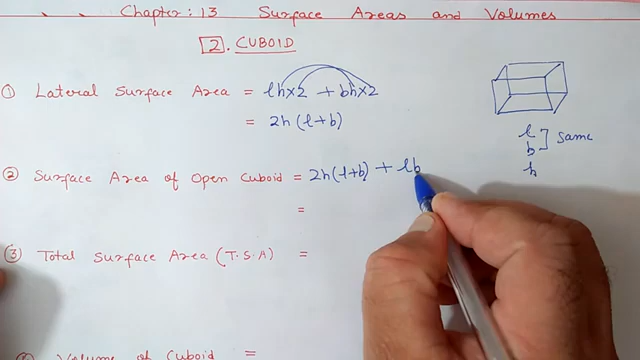 Chapter: 13 Surface Areas and Volumes
2. CUBOID
① Lateral Surface Area = lh×2 + bh×2
= 2h (l+b)
l
b ] same
h
② Surface Area of Open Cuboid = 2h(l+b) + lb
=
③ Total Surface Area (T.S.A) =
Volume of Cuboid =